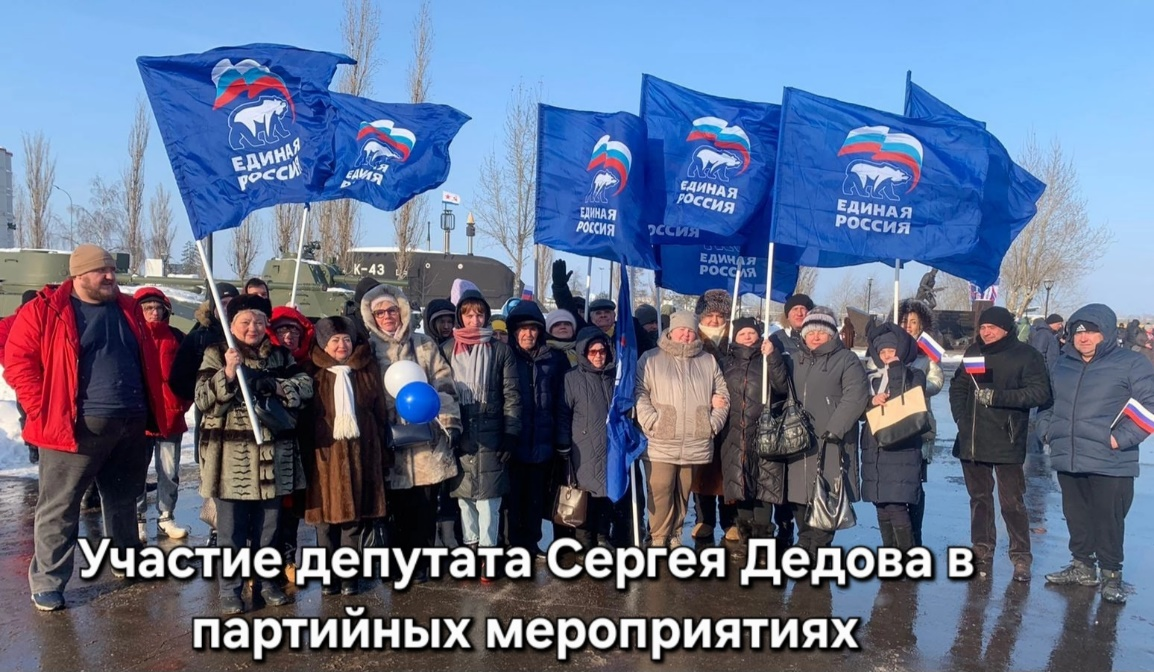 ЕДИНАЯ
РОССИЯ
ЕДИНАЯ
РОССИЯ
ЕДИНАЯ
РОССИЯ
ЕДИНАЯ
РОССИЯ
ЕДИНАЯ
РОССИЯ
РОССИЯ
ЕДИНАЯ
РОССИЯ
К-43
Участие депутата Сергея Дедова в
партийных мероприятиях